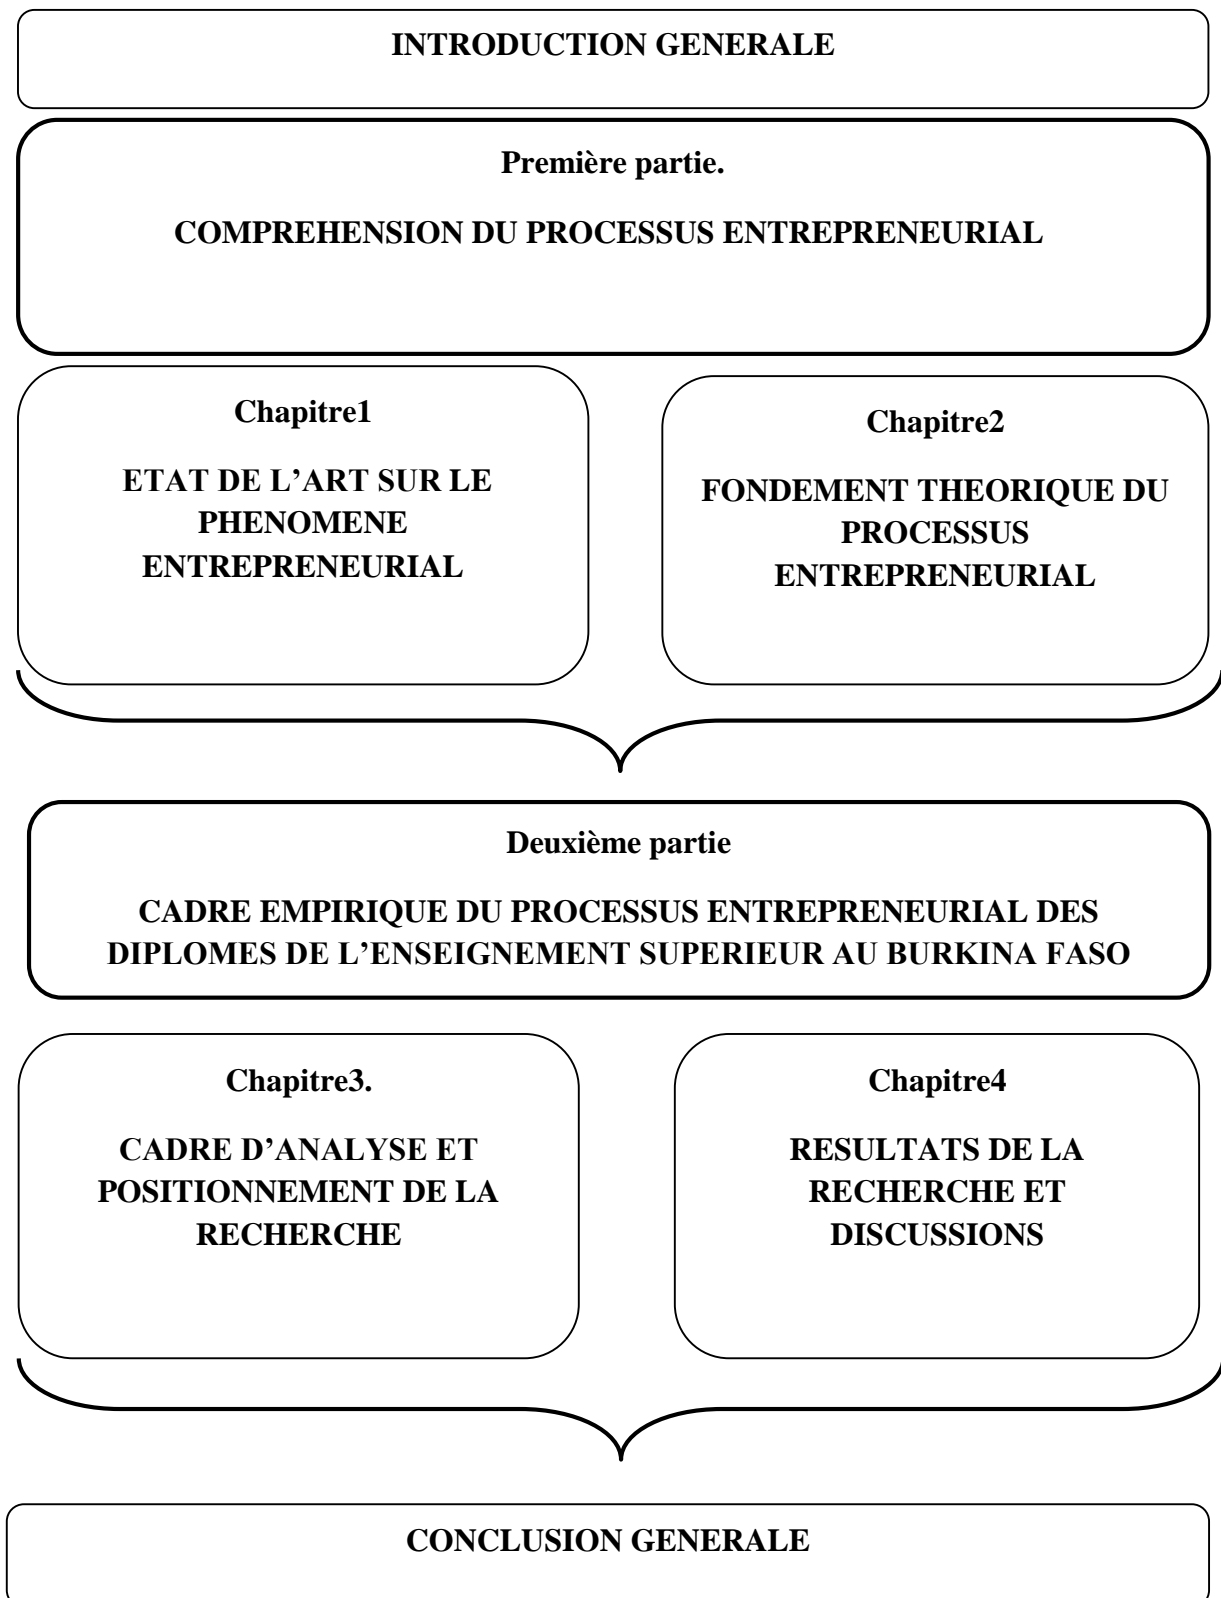 INTRODUCTION GENERALE
Première partie.
COMPREHENSION DU PROCESSUS ENTREPRENEURIAL
Chapitre1
ETAT DE L’ART SUR LE
PHENOMENE
ENTREPRENEURIAL
Chapitre2
FONDEMENT THEORIQUE DU
PROCESSUS
ENTREPRENEURIAL
Deuxième partie
CADRE EMPIRIQUE DU PROCESSUS ENTREPRENEURIAL DES
DIPLOMES DE L’ENSEIGNEMENT SUPERIEUR AU BURKINA FASO
Chapitre3.
CADRE D’ANALYSE ET
POSITIONNEMENT DE LA
RECHERCHE
Chapitre4
RESULTATS DE LA
RECHERCHE ET
DISCUSSIONS
CONCLUSION GENERALE